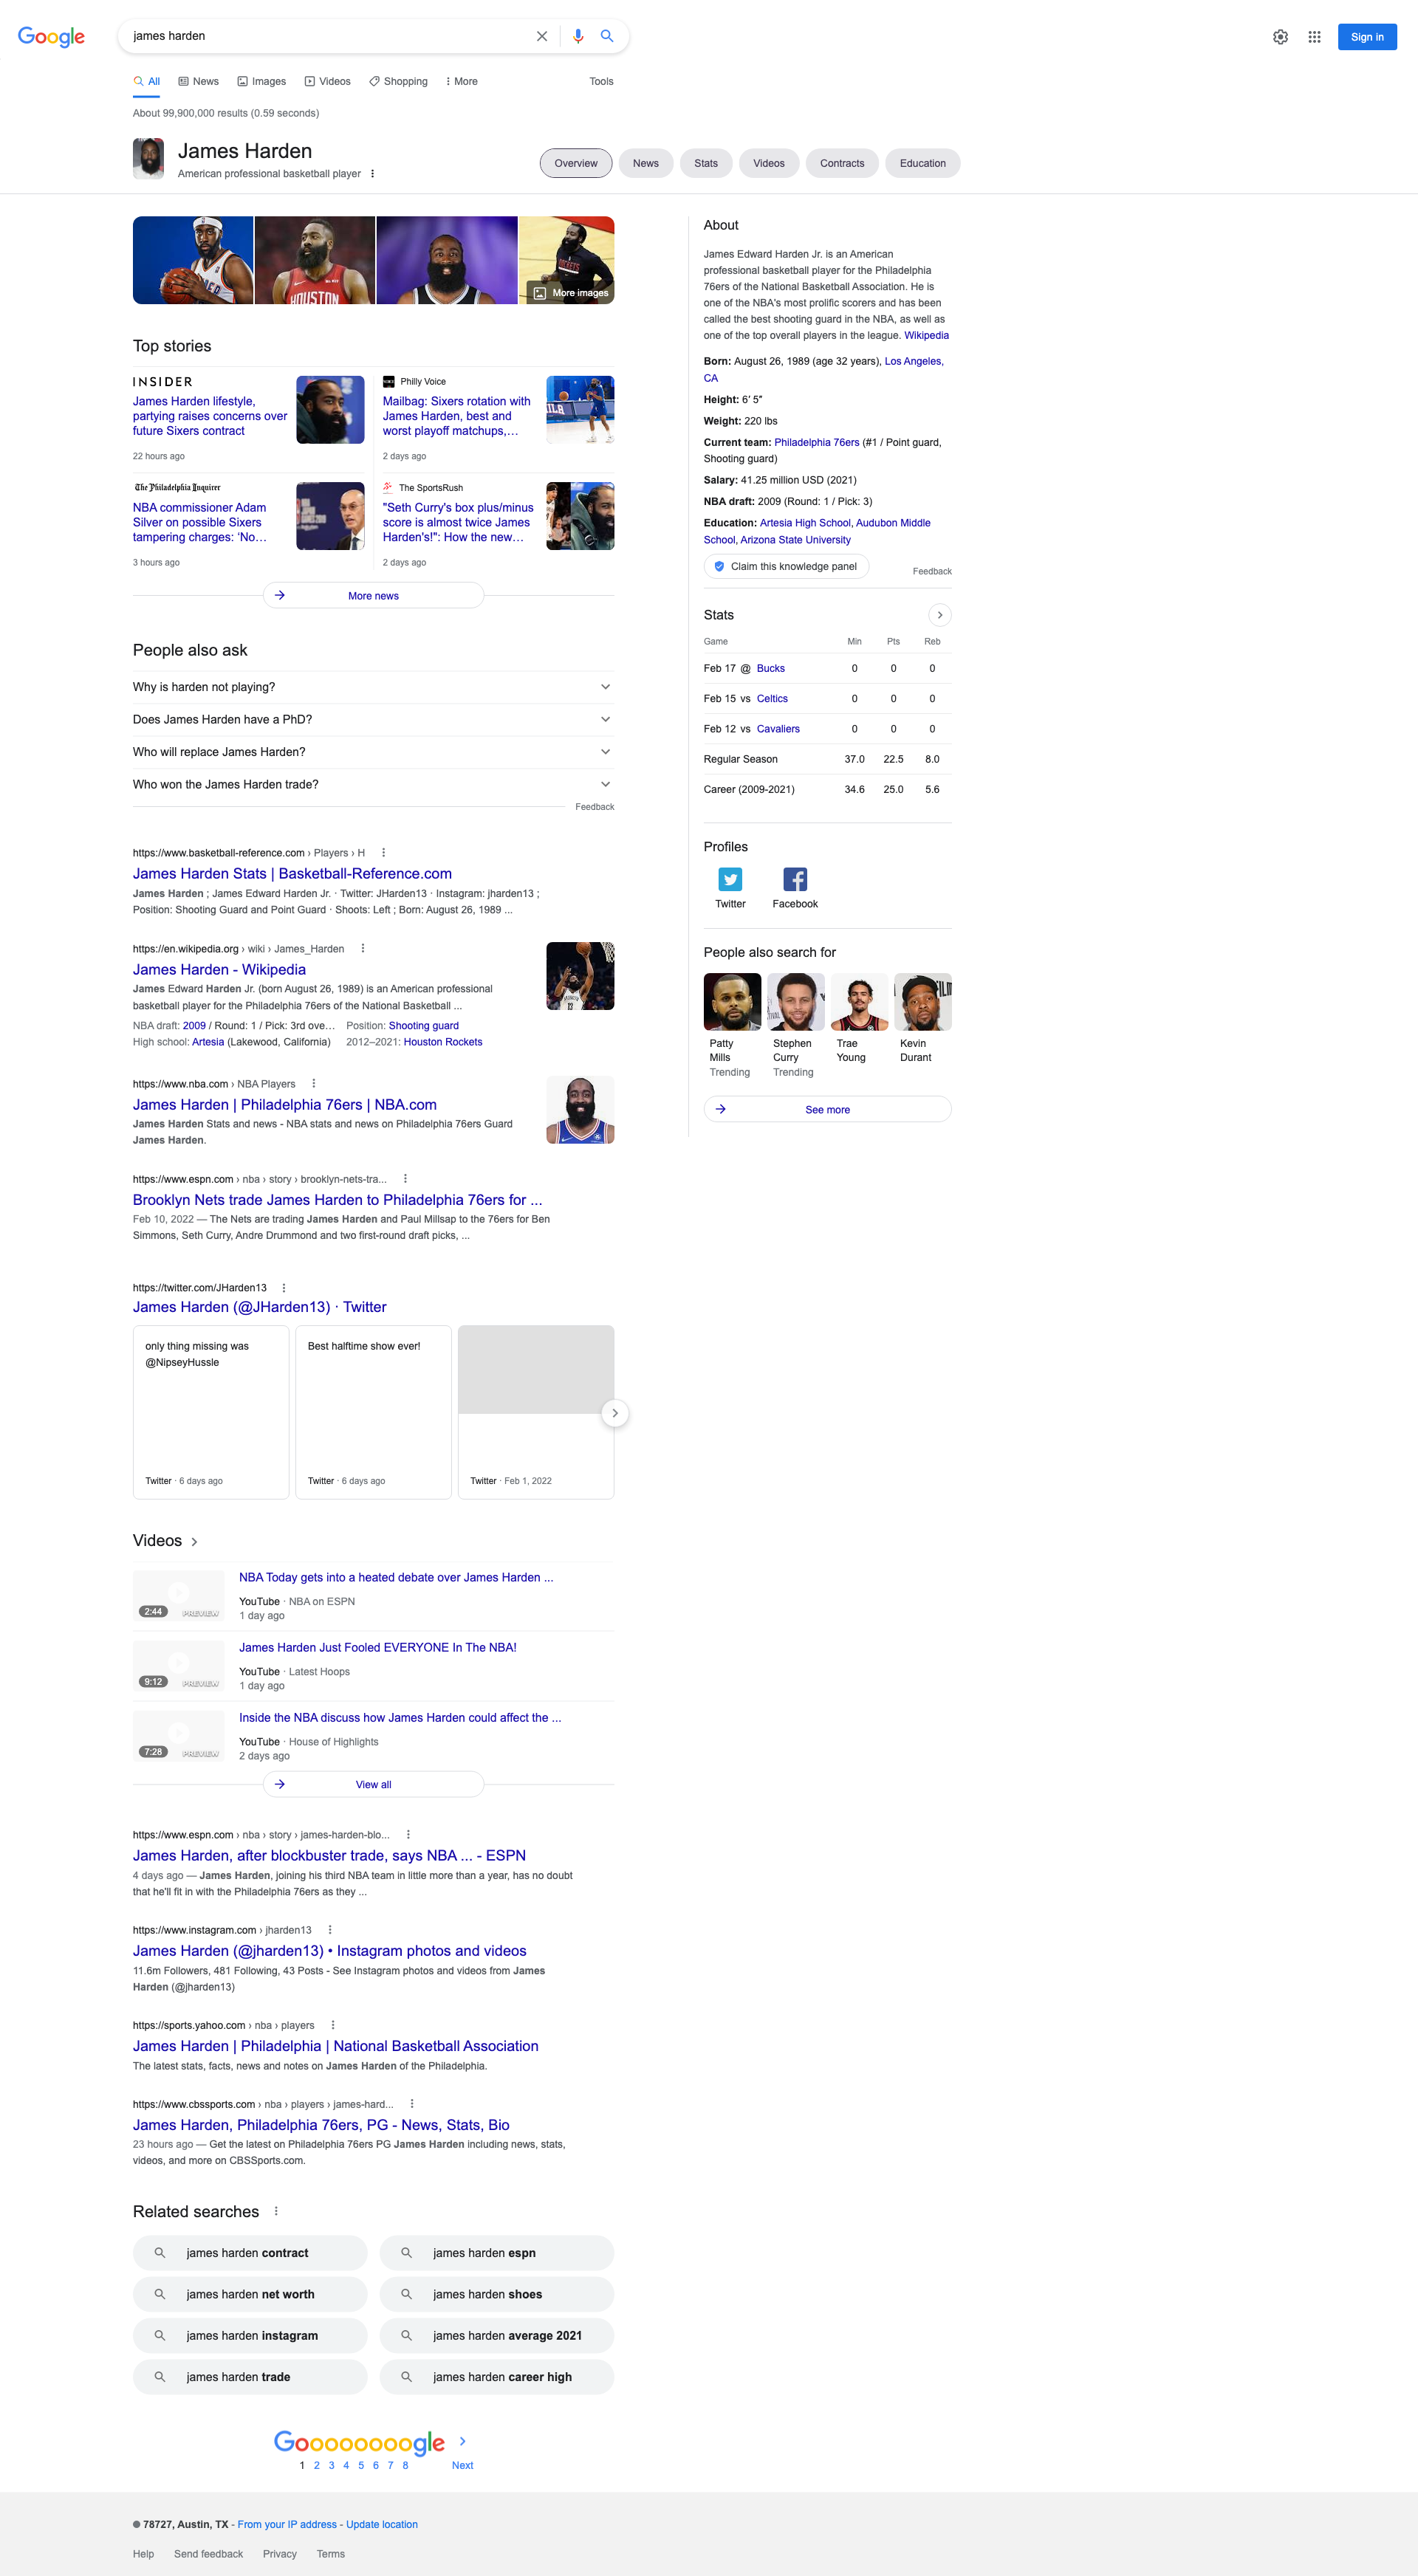 Google
james harden
Sign in
All
News
Images
Videos
Shopping
More
Tools
About 99,900,000 results (0.59 seconds)
James Harden
American professional basketball player
Overview
News
Stats
Videos
Contracts
Education
HOUSTON
More images
Top stories
INSIDER
James Harden lifestyle,
partying raises concerns over
future Sixers contract
22 hours ago
Philly Voice
Mailbag: Sixers rotation with
James Harden, best and
worst playoff matchups,…
2 days ago
The Philadelphia Inquirer
NBA commissioner Adam
Silver on possible Sixers
tampering charges: ‘No…
3 hours ago
The SportsRush
"Seth Curry's box plus/minus
score is almost twice James
Harden's!": How the new…
2 days ago
More news
People also ask
Why is harden not playing?
Does James Harden have a PhD?
Who will replace James Harden?
Who won the James Harden trade?
Feedback
https://www.basketball-reference.com › Players › H
James Harden Stats | Basketball-Reference.com
James Harden ; James Edward Harden Jr. · Twitter: JHarden13 · Instagram: jharden13 ;
Position: Shooting Guard and Point Guard · Shoots: Left ; Born: August 26, 1989 ...
https://en.wikipedia.org › wiki › James_Harden
James Harden - Wikipedia
James Edward Harden Jr. (born August 26, 1989) is an American professional
basketball player for the Philadelphia 76ers of the National Basketball ...
NBA draft: 2009 / Round: 1 / Pick: 3rd ove… Position: Shooting guard
High school: Artesia (Lakewood, California) 2012–2021: Houston Rockets
https://www.nba.com › NBA Players
James Harden | Philadelphia 76ers | NBA.com
James Harden Stats and news - NBA stats and news on Philadelphia 76ers Guard
James Harden.
https://www.espn.com › nba › story › brooklyn-nets-tra...
Brooklyn Nets trade James Harden to Philadelphia 76ers for ...
Feb 10, 2022 — The Nets are trading James Harden and Paul Millsap to the 76ers for Ben
Simmons, Seth Curry, Andre Drummond and two first-round draft picks, ...
https://twitter.com/JHarden13
James Harden (@JHarden13) · Twitter
only thing missing was
@NipseyHussle
Twitter · 6 days ago
Best halftime show ever!
Twitter · 6 days ago
Twitter · Feb 1, 2022
Videos
NBA Today gets into a heated debate over James Harden ...
YouTube · NBA on ESPN
1 day ago
2:44
PREVIEW
James Harden Just Fooled EVERYONE In The NBA!
YouTube · Latest Hoops
1 day ago
9:12
PREVIEW
Inside the NBA discuss how James Harden could affect the ...
YouTube · House of Highlights
2 days ago
7:28
PREVIEW
View all
https://www.espn.com › nba › story › james-harden-blo...
James Harden, after blockbuster trade, says NBA ... - ESPN
4 days ago — James Harden, joining his third NBA team in little more than a year, has no doubt
that he'll fit in with the Philadelphia 76ers as they ...
https://www.instagram.com › jharden13
James Harden (@jharden13) • Instagram photos and videos
11.6m Followers, 481 Following, 43 Posts - See Instagram photos and videos from James
Harden (@jharden13)
https://sports.yahoo.com › nba › players
James Harden | Philadelphia | National Basketball Association
The latest stats, facts, news and notes on James Harden of the Philadelphia.
https://www.cbssports.com › nba › players › james-hard...
James Harden, Philadelphia 76ers, PG - News, Stats, Bio
23 hours ago — Get the latest on Philadelphia 76ers PG James Harden including news, stats,
videos, and more on CBSSports.com.
Related searches
james harden contract
james harden espn
james harden net worth
james harden shoes
james harden instagram
james harden average 2021
james harden trade
james harden career high
Goooooooogle
1 2 3 4 5 6 7 8 Next
About
James Edward Harden Jr. is an American
professional basketball player for the Philadelphia
76ers of the National Basketball Association. He is
one of the NBA's most prolific scorers and has been
called the best shooting guard in the NBA, as well as
one of the top overall players in the league. Wikipedia
Born: August 26, 1989 (age 32 years), Los Angeles,
CA
Height: 6′ 5″
Weight: 220 lbs
Current team: Philadelphia 76ers (#1 / Point guard,
Shooting guard)
Salary: 41.25 million USD (2021)
NBA draft: 2009 (Round: 1 / Pick: 3)
Education: Artesia High School, Audubon Middle
School, Arizona State University
Claim this knowledge panel
Feedback
Stats
Game Min Pts Reb
Feb 17 @ Bucks 0 0 0
Feb 15 vs Celtics 0 0 0
Feb 12 vs Cavaliers 0 0 0
Regular Season 37.0 22.5 8.0
Career (2009-2021) 34.6 25.0 5.6
Profiles
Twitter
Facebook
People also search for
Patty
Mills
Trending
Stephen
Curry
Trending
Trae
Young
Kevin
Durant
See more
78727, Austin, TX - From your IP address - Update location
Help
Send feedback
Privacy
Terms